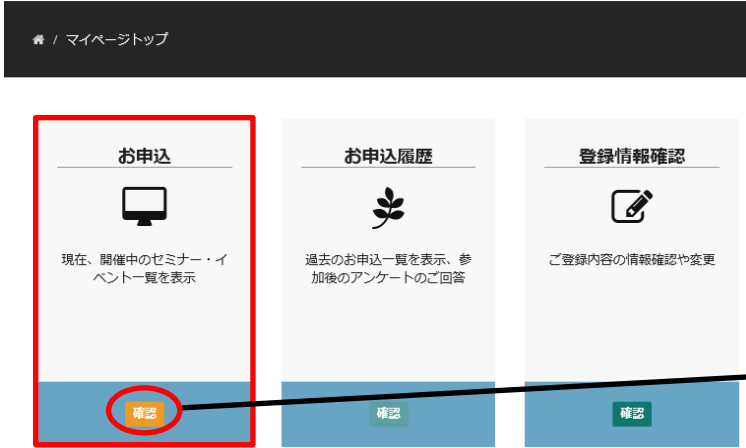 / マイページトップ
お申込
現在、開催中のセミナー・イ
ベント一覧を表示
確認
お申込履歴
過去のお申込一覧を表示、参
加後のアンケートのご回答
確認
登録情報確認
ご登録内容の情報確認や変更
確認